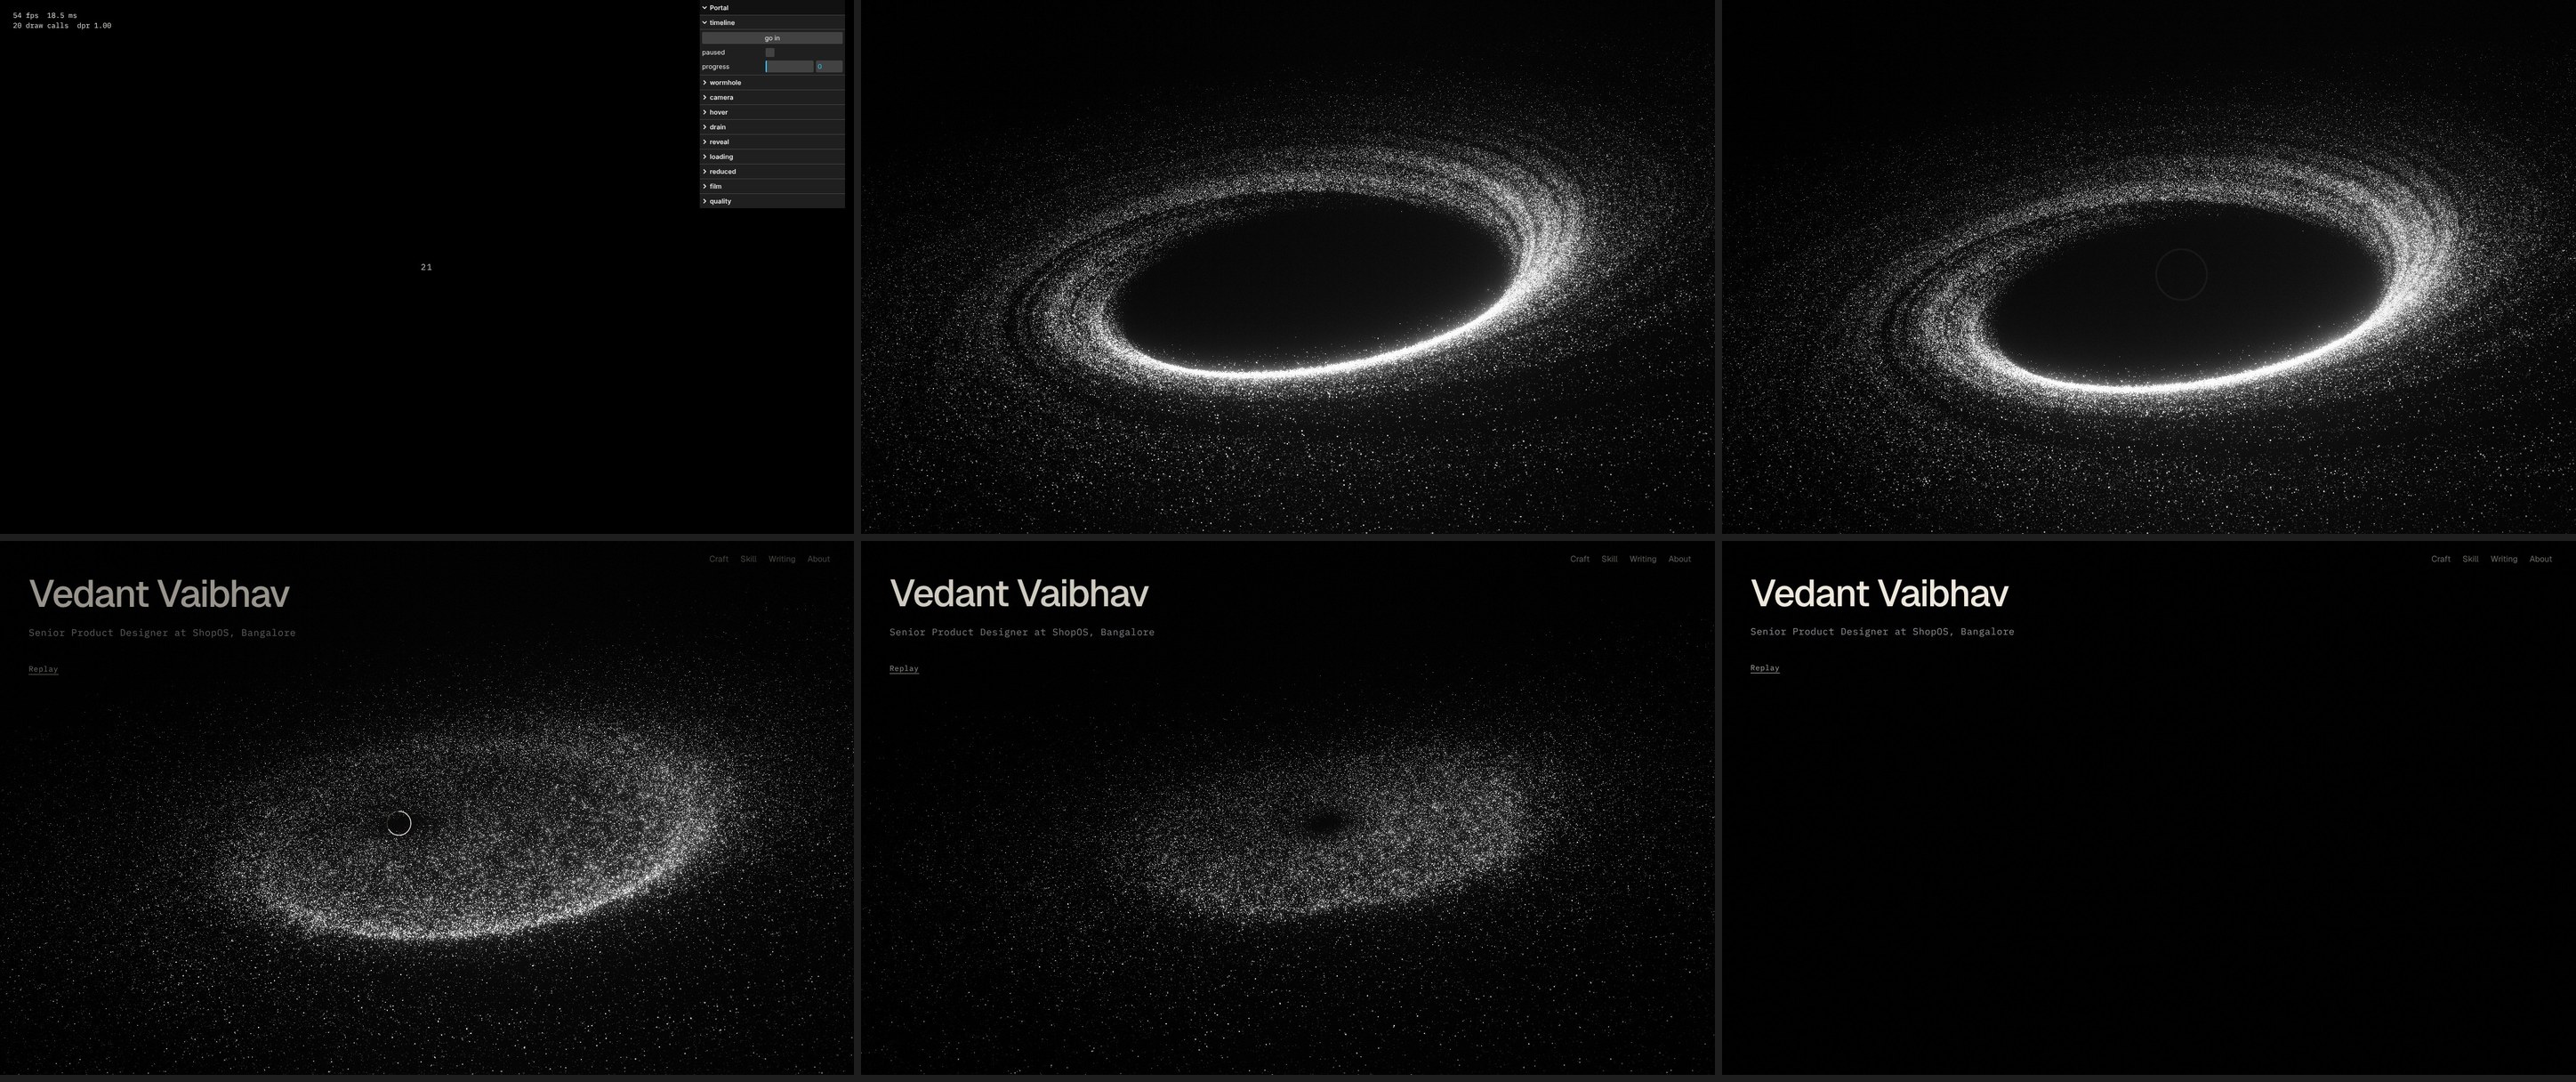 54 fps  18.5 ms
20 draw calls  dpr 1.00
Portal
timeline
go in
paused
progress 0
wormhole
camera
hover
drain
reveal
loading
reduced
film
quality
21
Craft Skill Writing About
Vedant Vaibhav
Senior Product Designer at ShopOS, Bangalore
Replay
Craft Skill Writing About
Vedant Vaibhav
Senior Product Designer at ShopOS, Bangalore
Replay
Craft Skill Writing About
Vedant Vaibhav
Senior Product Designer at ShopOS, Bangalore
Replay